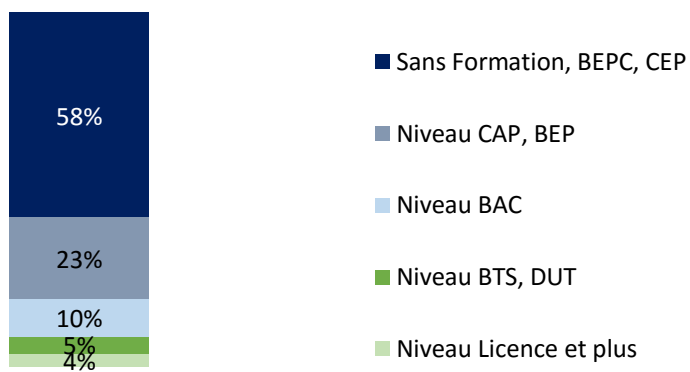 58%
23%
10%
5%
4%
Sans Formation, BEPC, CEP
Niveau CAP, BEP
Niveau BAC
Niveau BTS, DUT
Niveau Licence et plus